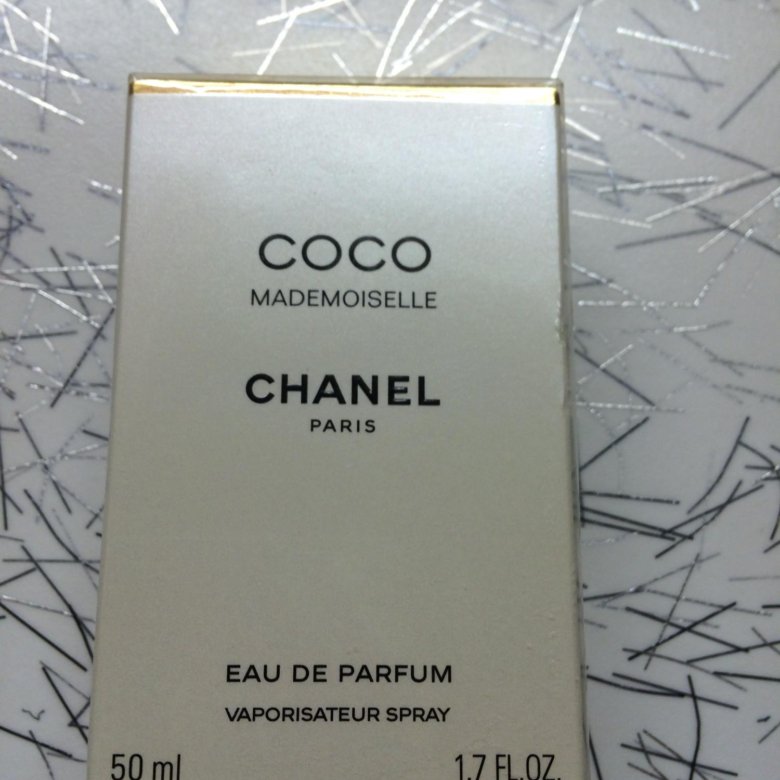 COCO
MADEMOISELLE
CHANEL
PARIS
EAU DE PARFUM
VAPORISATEUR SPRAY
50 ml 1.7 FL.OZ.